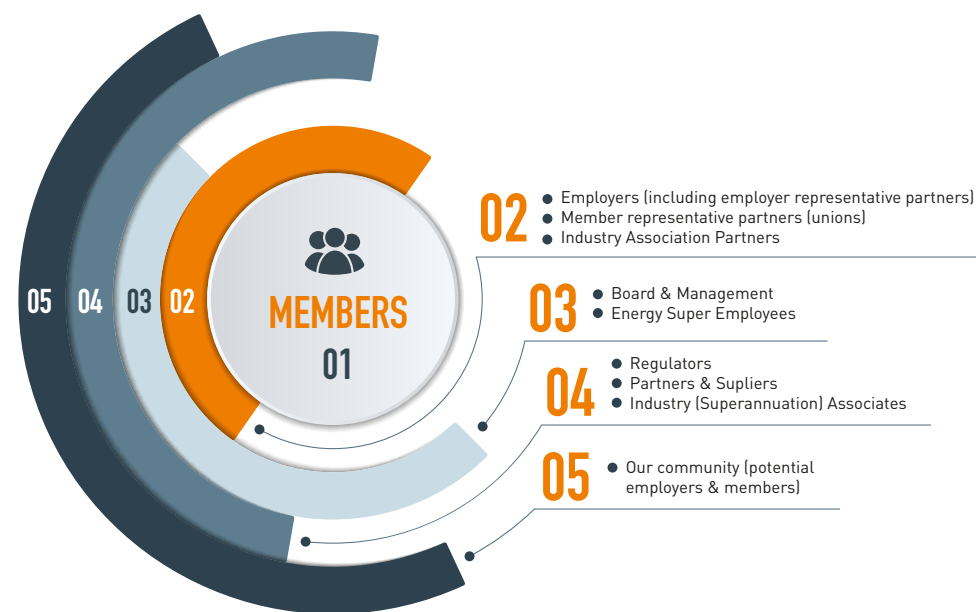 05 04 03 02
MEMBERS
01
02
Employers (including employer representative partners)
Member representative partners (unions)
Industry Association Partners
03
Board & Management
Energy Super Employees
04
Regulators
Partners & Supliers
Industry (Superannuation) Associates
05
Our community (potential
employers & members)